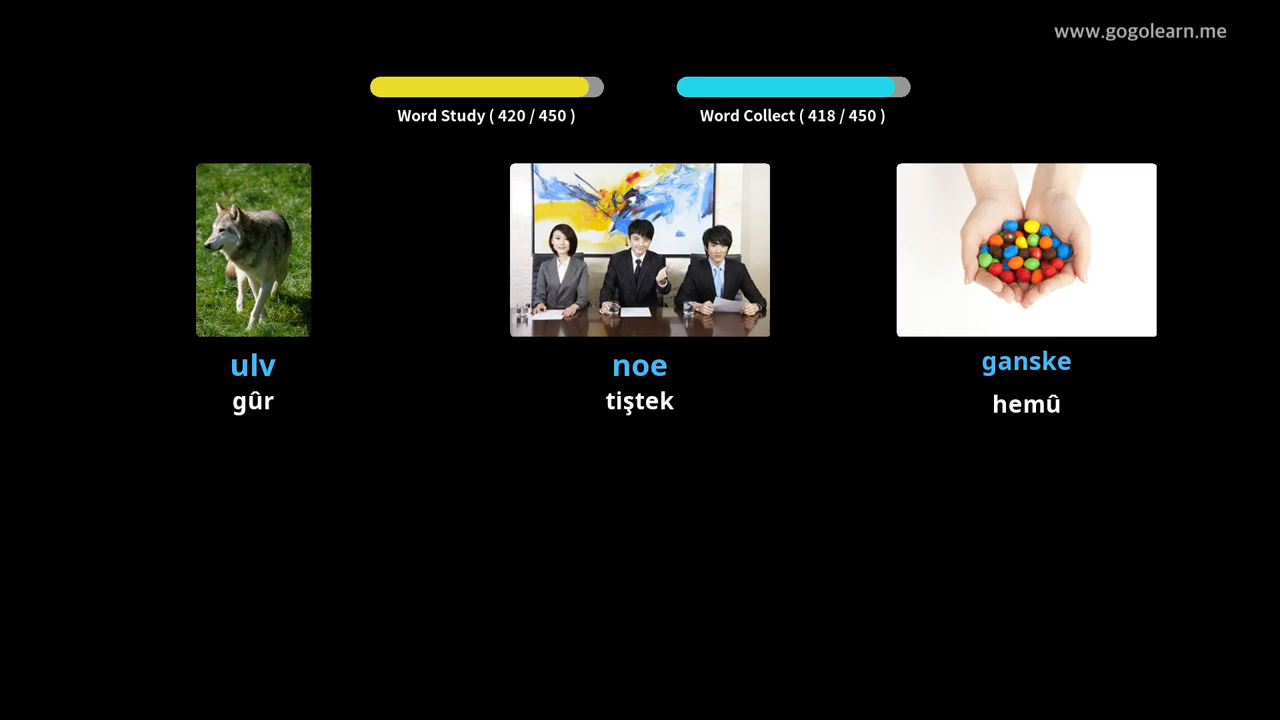 www.gogolearn.me
Word Study ( 420 / 450 )
Word Collect ( 418 / 450 )
ulv
gûr
noe
tiştek
ganske
hemû